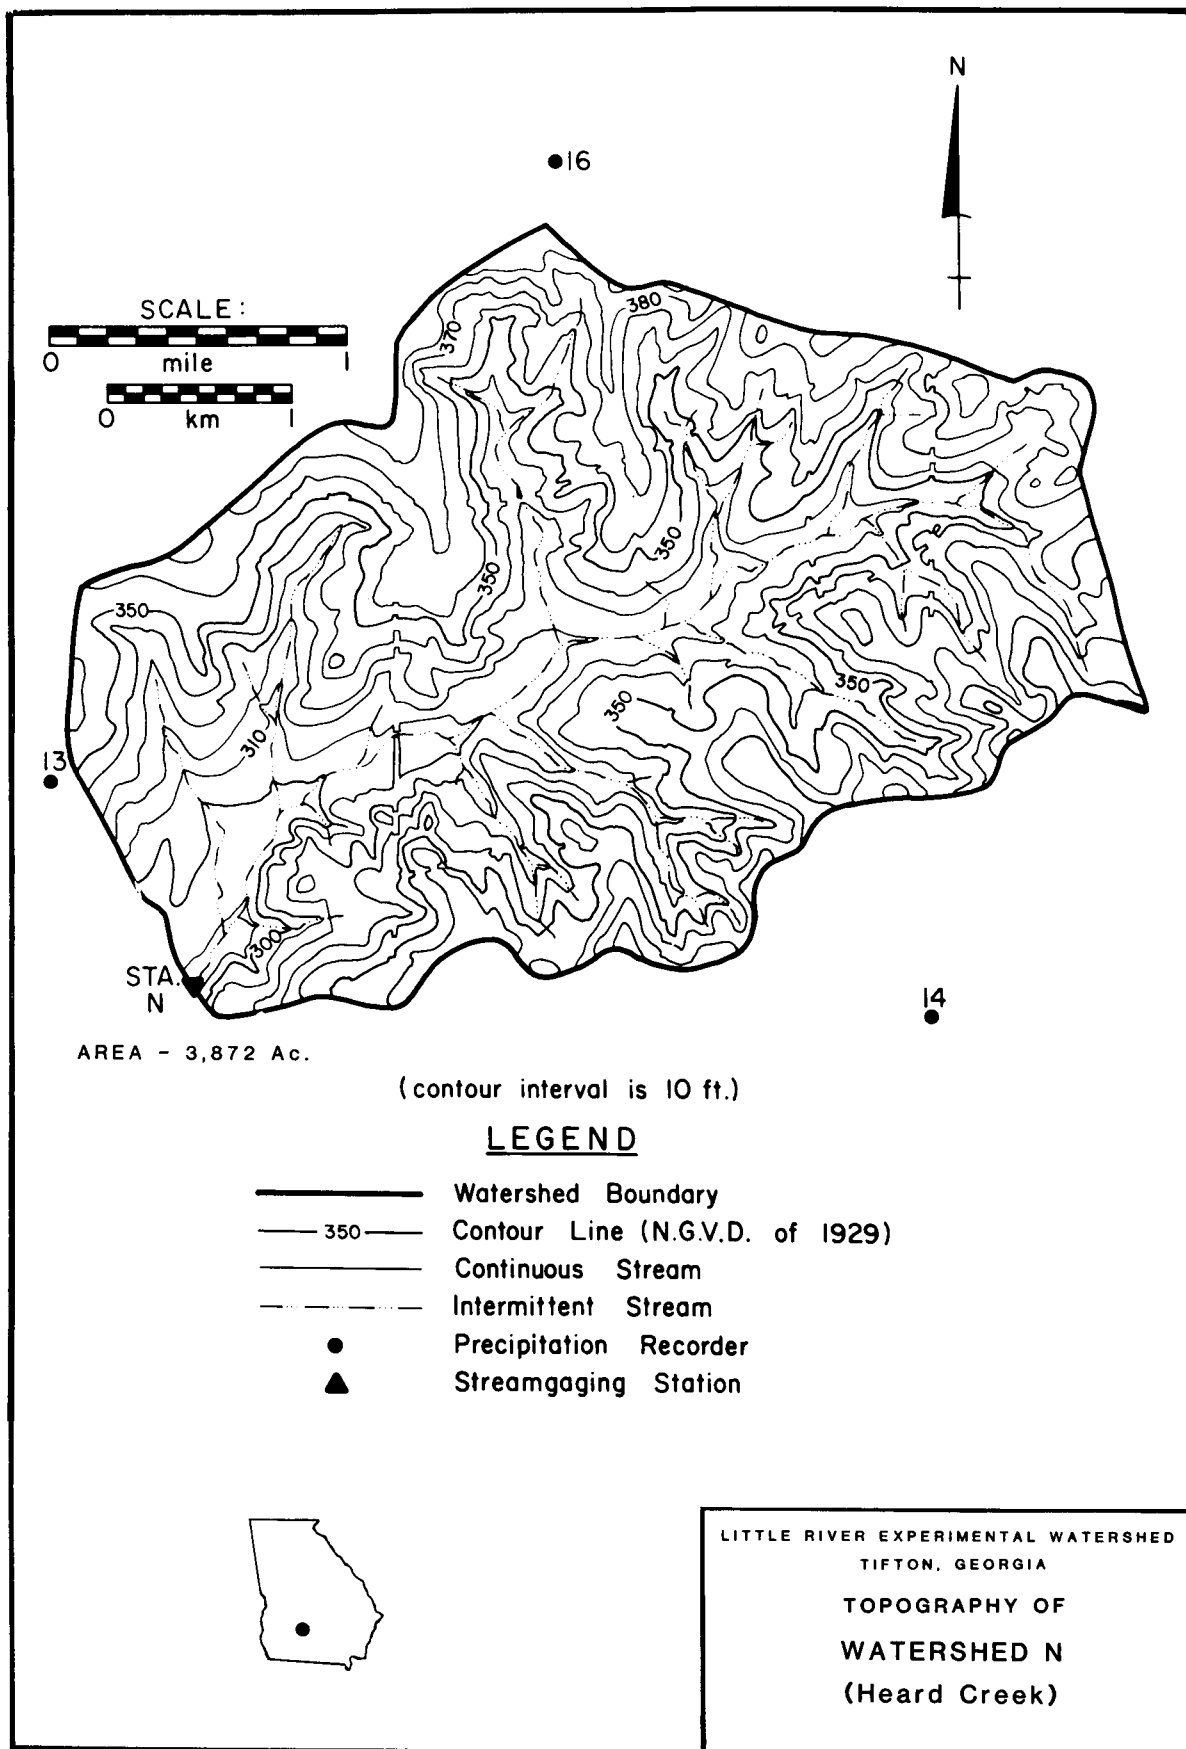 N
16
SCALE:
0 mile 1
0 km 1
380
370
350
350
350
350
350
310
13
300
STA.
N
14
AREA - 3,872 Ac.
(contour interval is 10 ft.)
LEGEND
Watershed Boundary
350 Contour Line (N.G.V.D. of 1929)
Continuous Stream
Intermittent Stream
Precipitation Recorder
Streamgaging Station
LITTLE RIVER EXPERIMENTAL WATERSHED
TIFTON, GEORGIA
TOPOGRAPHY OF
WATERSHED N
(Heard Creek)